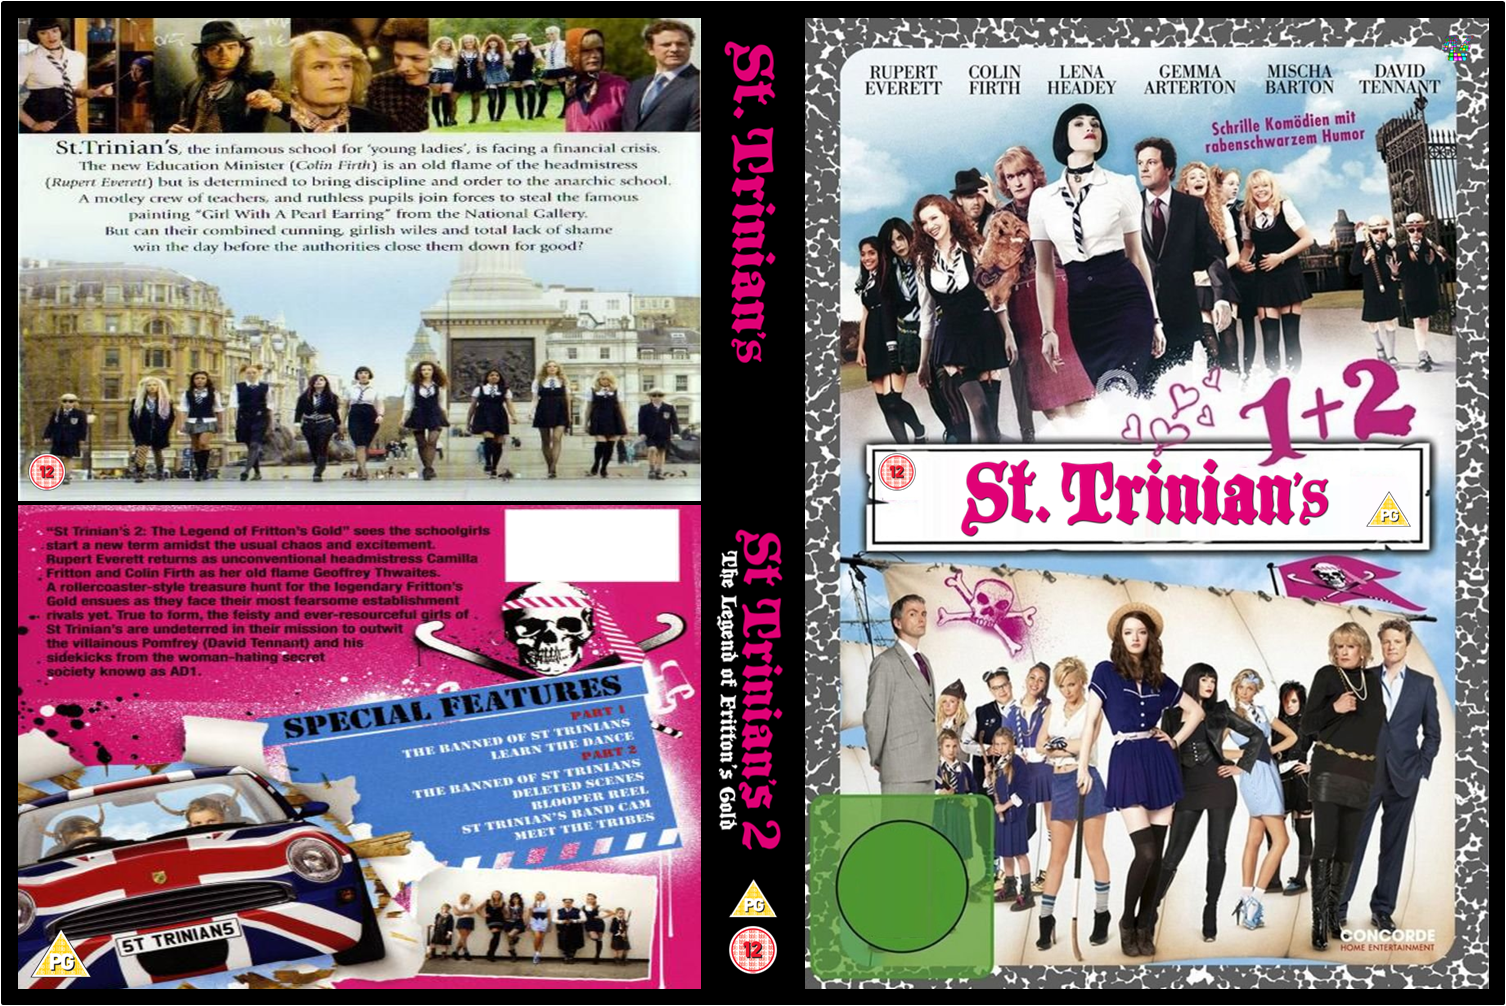 St.Trinian's, the infamous school for 'young ladies', is facing a financial crisis.
The new Education Minister (Colin Firth) is an old flame of the headmistress
(Rupert Everett) but is determined to bring discipline and order to the anarchic school.
A motley crew of teachers, and ruthless pupils join forces to steal the famous
painting "Girl With A Pearl Earring" from the National Gallery.
But can their combined cunning, girlish wiles and total lack of shame
win the day before the authorities close them down for good?
12
"St Trinian's 2: The Legend of Fritton's Gold" sees the schoolgirls
start a new term amidst the usual chaos and excitement.
Rupert Everett returns as unconventional headmistress Camilla
Fritton and Colin Firth as her old flame Geoffrey Thwaites.
A rollercoaster-style treasure hunt for the legendary Fritton's
Gold ensues as they face their most fearsome establishment
rivals yet. True to form, the feisty and ever-resourceful girls of
St Trinian's are undeterred in their mission to outwit
the villainous Pomfrey (David Tennant) and his
sidekicks from the woman-hating secret
society known as AD1.
SPECIAL FEATURES
PART 1
THE BANNED OF ST TRINIANS
LEARN THE DANCE
PART 2
THE BANNED OF ST TRINIANS
DELETED SCENES
BLOOPER REEL
ST TRINIAN'S BAND CAM
MEET THE TRIBES
ST TRINIANS
PG
St. Trinian's
St Trinian's 2
The Legend of Fritton's Gold
PG
12
RUPERT EVERETT
COLIN FIRTH
LENA HEADEY
GEMMA ARTERTON
MISCHA BARTON
DAVID TENNANT
Schrille Komödien mit
rabenschwarzem Humor
1+2
12
St. Trinian's
PG
CONCORDE
HOME ENTERTAINMENT